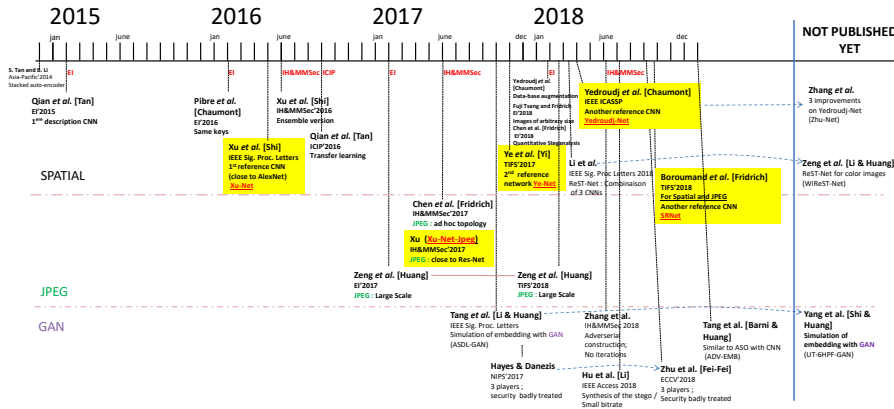 2015
2016
2017
2018
NOT PUBLISHED
YET
jan
june
jan
june
jan
june
dec
jan
june
dec
S. Tan and B. Li
Asia-Pacific'2014
Stacked auto-encoder
EI
EI
IH&MMSec
ICIP
EI
IH&MMSec
EI
IH&MMSec
Qian et al. [Tan]
EI'2015
1ere description CNN
Pibre et al.
[Chaumont]
EI'2016
Same keys
Xu et al. [Shi]
IH&MMSec'2016
Ensemble version
Qian et al. [Tan]
ICIP'2016
Transfer learning
Xu et al. [Shi]
IEEE Sig. Proc. Letters
1st reference CNN
(close to AlexNet)
Xu-Net
Yedroudj et al.
[Chaumont]
Data-base augmentation
Fuji Tsang and Fridrich
EI'2018
Images of arbitrary size
Chen et al. [Fridrich]
EI'2018
Quantitative Steganalysis
Yedroudj et al. [Chaumont]
IEEE ICASSP
Another reference CNN
Yedroudj-Net
Zhang et al.
3 improvements
on Yedroudj-Net
(Zhu-Net)
Ye et al. [Yi]
TIFS'2017
2nd reference
network Ye-Net
Li et al.
IEEE Sig. Proc Letters 2018
ReST-Net : Combinaison
of 3 CNNs
Zeng et al. [Li & Huang]
ReST-Net for color images
(WIReST-Net)
Boroumand et al. [Fridrich]
TIFS'2018
For Spatial and JPEG
Another reference CNN
SRNet
SPATIAL
Chen et al. [Fridrich]
IH&MMSec'2017
JPEG : ad hoc topology
Xu (Xu-Net-Jpeg)
IH&MMSec'2017
JPEG : close to Res-Net
Zeng et al. [Huang]
EI'2017
JPEG : Large Scale
Zeng et al. [Huang]
TIFS'2018
JPEG : Large Scale
JPEG
GAN
Tang et al. [Li & Huang]
IEEE Sig. Proc. Letters
Simulation of embedding with GAN
(ASDL-GAN)
Zhang et al.
IH&MMSec 2018
Adverserial
construction;
No iterations
Tang et al. [Barni &
Huang]
Similar to ASO with CNN
(ADV-EMB)
Yang et al. [Shi &
Huang]
Simulation of
embedding with GAN
(UT-6HPF-GAN)
Hayes & Danezis
NIPS'2017
3 players ;
security badly treated
Hu et al. [Li]
IEEE Access 2018
Synthesis of the stego /
Small bitrate
Zhu et al. [Fei-Fei]
ECCV'2018
3 players ;
Security badly treated